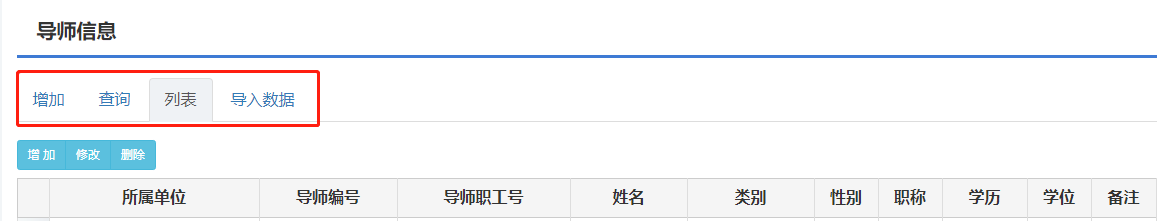 导师信息
增加 查询 列表 导入数据
增 加 修改 删除
所属单位 导师编号 导师职工号 姓名 类别 性别 职称 学历 学位 备注